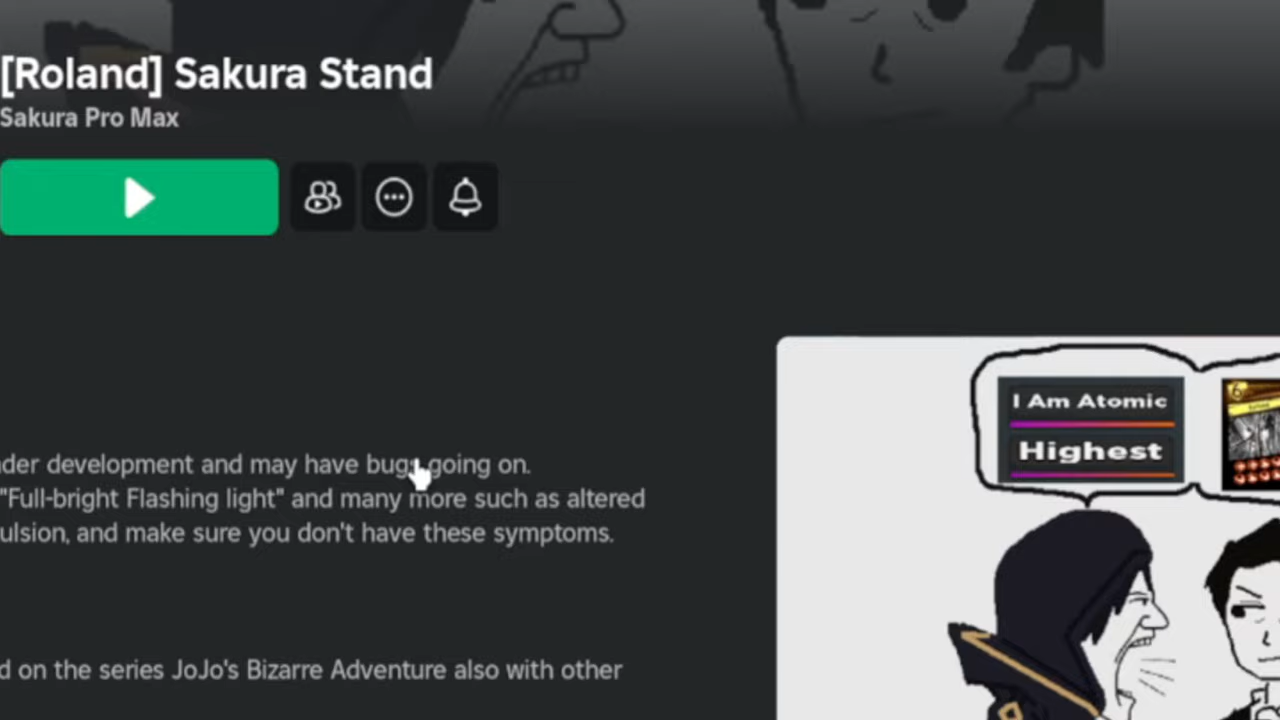 [Roland] Sakura Stand
Sakura Pro Max
development and may have bugs going on.
"Full-bright Flashing light" and many more such as altered
and make sure you don't have these symptoms.
on the series JoJo's Bizarre Adventure also with other
I Am Atomic
Highest
6